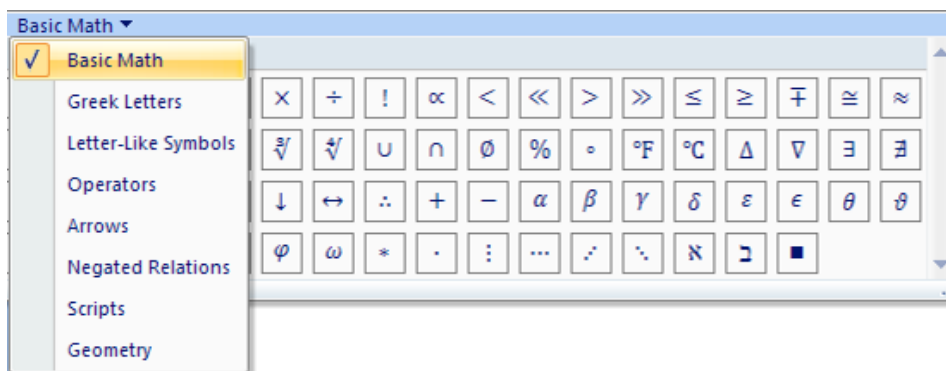 Basic Math
✓ Basic Math
Greek Letters
Letter-Like Symbols
Operators
Arrows
Negated Relations
Scripts
Geometry
× ÷ ! ∝ < ≪ > ≫ ≤ ≥ ∓ ≅ ≈
∛ ∜ ∪ ∩ ∅ % ° °F °C ∆ ∇ ∃ ∄
↓ ↔ ∴ + − α β γ δ ε ϵ θ ϑ
φ ω * ∙ ⋮ ⋯ ⋰ ⋱ ℵ ℶ ■